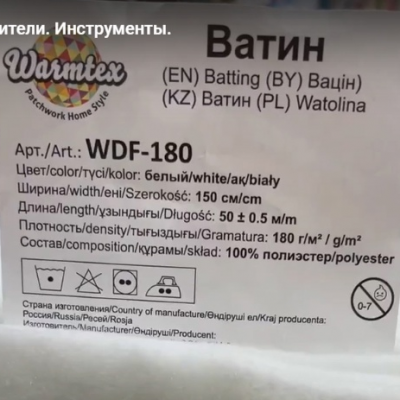 ители. Инструменты.
Warmtex
Patchwork Home Style
Ватин
(EN) Batting (BY) Вацін)
(KZ) Ватин (PL) Watolina
Арт./Art.: WDF-180
Цвет/color/түсі/kolor: белый/white/ақ/biały
Ширина/width/ені/Szerokość: 150 см/cm
Длина/length/ұзындығы/Długość: 50 ± 0.5 м/m
Плотность/density/тығыздығы/Gramatura: 180 г/м² / g/m²
Состав/composition/құрамы/skład: 100% полиэстер/polyester
0-7
Страна изготовления/Country of manufacture/Өндіруші ел/Kraj producenta:
Россия/Russia/Ресей/Rosja
Изготовитель/Manufacturer/Өндіруші/Producent: